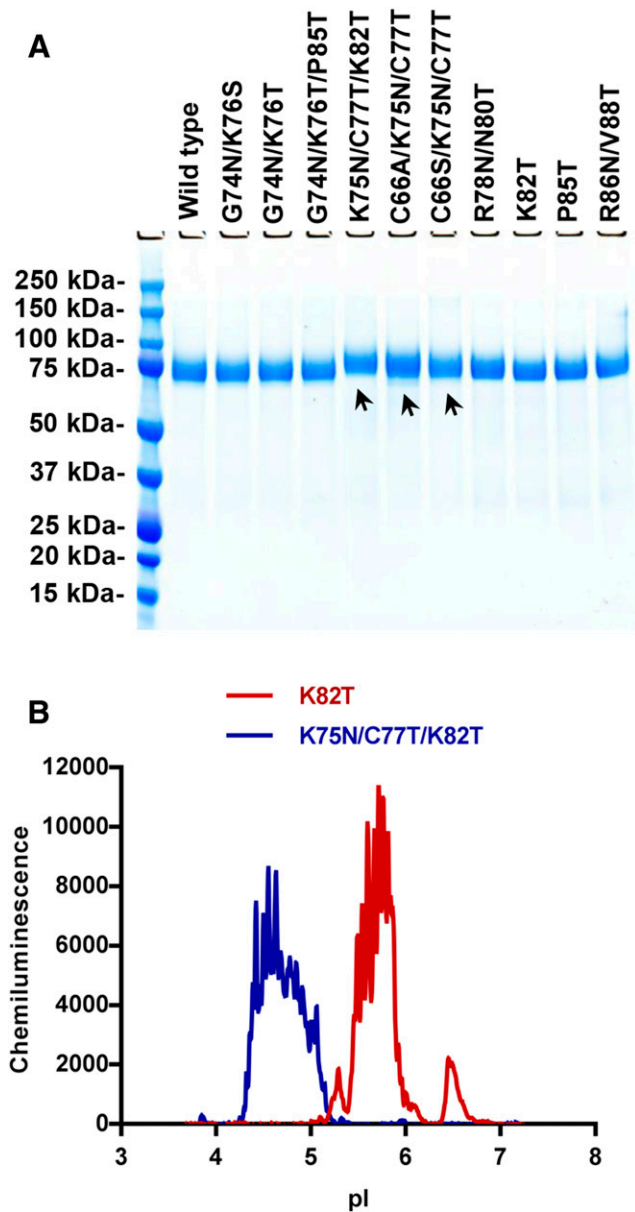 A
Wild type
G74N/K76S
G74N/K76T
G74N/K76T/P85T
K75N/C77T/K82T
C66A/K75N/C77T
C66S/K75N/C77T
R78N/N80T
K82T
P85T
R86N/V88T
250 kDa-
150 kDa-
100 kDa-
75 kDa-
50 kDa-
37 kDa-
25 kDa-
20 kDa-
15 kDa-
B
K82T
K75N/C77T/K82T
12000
10000
8000
6000
4000
2000
0
Chemiluminescence
3 4 5 6 7 8
pI